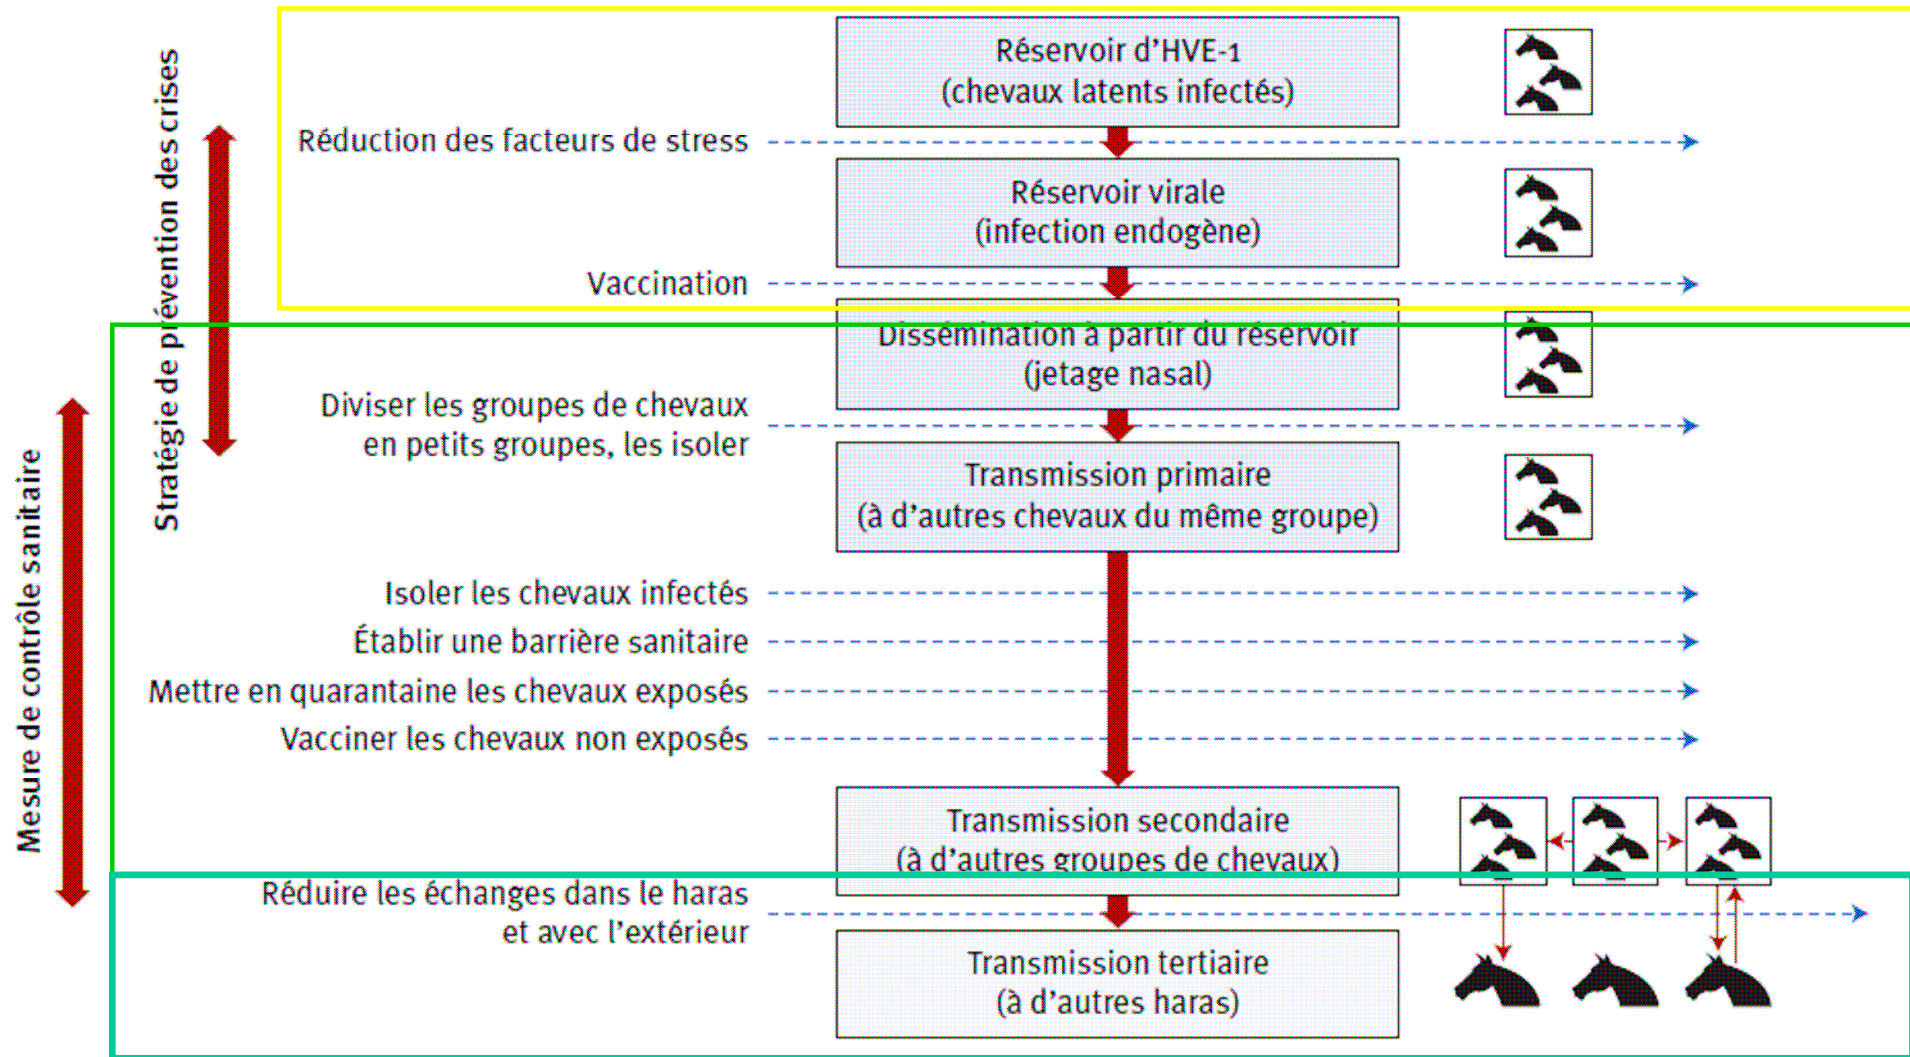 Réservoir d'HVE-1
(chevaux latents infectés)
Réduction des facteurs de stress
Réservoir virale
(infection endogène)
Vaccination
Dissémination à partir du réservoir
(jetage nasal)
Diviser les groupes de chevaux
en petits groupes, les isoler
Transmission primaire
(à d'autres chevaux du même groupe)
Isoler les chevaux infectés
Établir une barrière sanitaire
Mettre en quarantaine les chevaux exposés
Vacciner les chevaux non exposés
Transmission secondaire
(à d'autres groupes de chevaux)
Réduire les échanges dans le haras
et avec l'extérieur
Transmission tertiaire
(à d'autres haras)
Stratégie de prévention des crises
Mesure de contrôle sanitaire